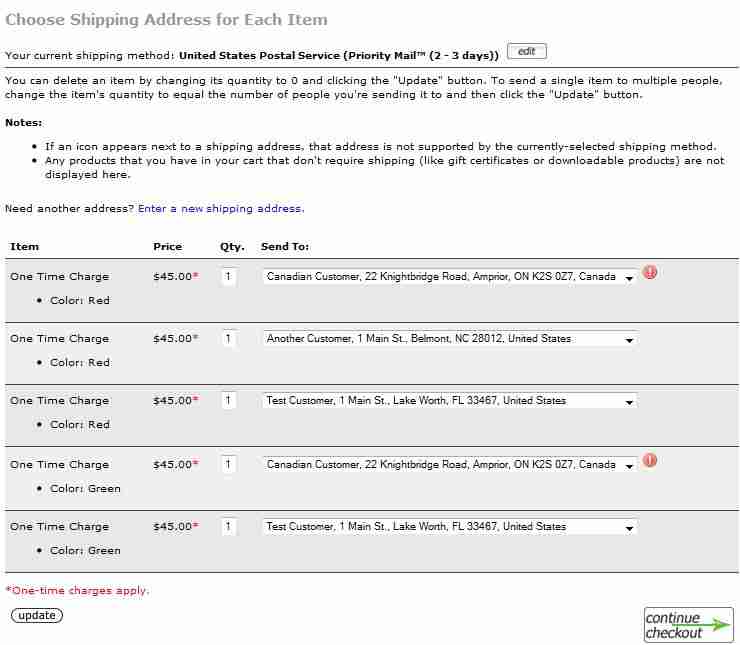 Choose Shipping Address for Each Item
Your current shipping method: United States Postal Service (Priority Mail™ (2 - 3 days)) edit
You can delete an item by changing its quantity to 0 and clicking the "Update" button. To send a single item to multiple people,
change the item's quantity to equal the number of people you're sending it to and then click the "Update" button.
Notes:
• If an icon appears next to a shipping address, that address is not supported by the currently-selected shipping method.
• Any products that you have in your cart that don't require shipping (like gift certificates or downloadable products) are not
displayed here.
Need another address? Enter a new shipping address.
Item Price Qty. Send To:
One Time Charge $45.00* 1 Canadian Customer, 22 Knightbridge Road, Arnprior, ON K2S 0Z7, Canada
• Color: Red
One Time Charge $45.00* 1 Another Customer, 1 Main St., Belmont, NC 28012, United States
• Color: Red
One Time Charge $45.00* 1 Test Customer, 1 Main St., Lake Worth, FL 33467, United States
• Color: Red
One Time Charge $45.00* 1 Canadian Customer, 22 Knightbridge Road, Arnprior, ON K2S 0Z7, Canada
• Color: Green
One Time Charge $45.00* 1 Test Customer, 1 Main St., Lake Worth, FL 33467, United States
• Color: Green
*One-time charges apply.
update
continue
checkout